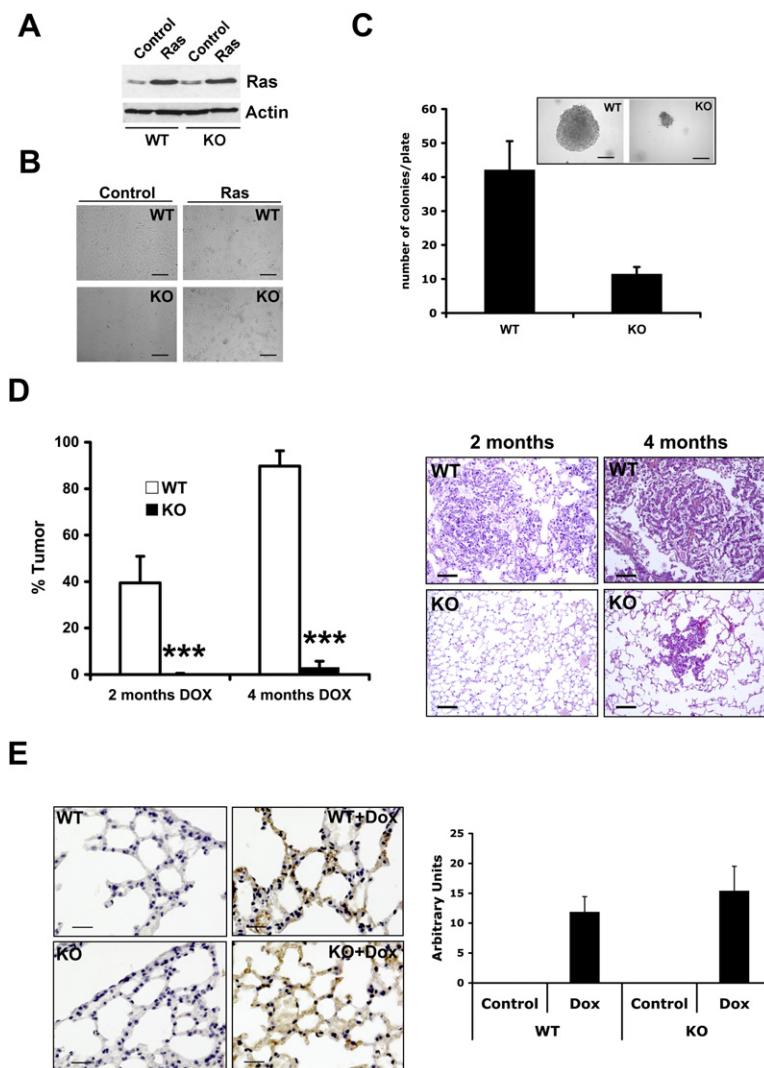 A
Control
Ras
Control
Ras
Ras
Actin
WT
KO
B
Control
Ras
WT
WT
KO
KO
C
number of colonies/plate
60
50
40
30
20
10
0
WT
KO
WT
KO
D
% Tumor
100
80
60
40
20
0
WT
KO
***
***
2 months DOX
4 months DOX
2 months
4 months
WT
WT
KO
KO
E
WT
WT+Dox
KO
KO+Dox
Arbitrary Units
25
20
15
10
5
0
Control
Dox
Control
Dox
WT
KO